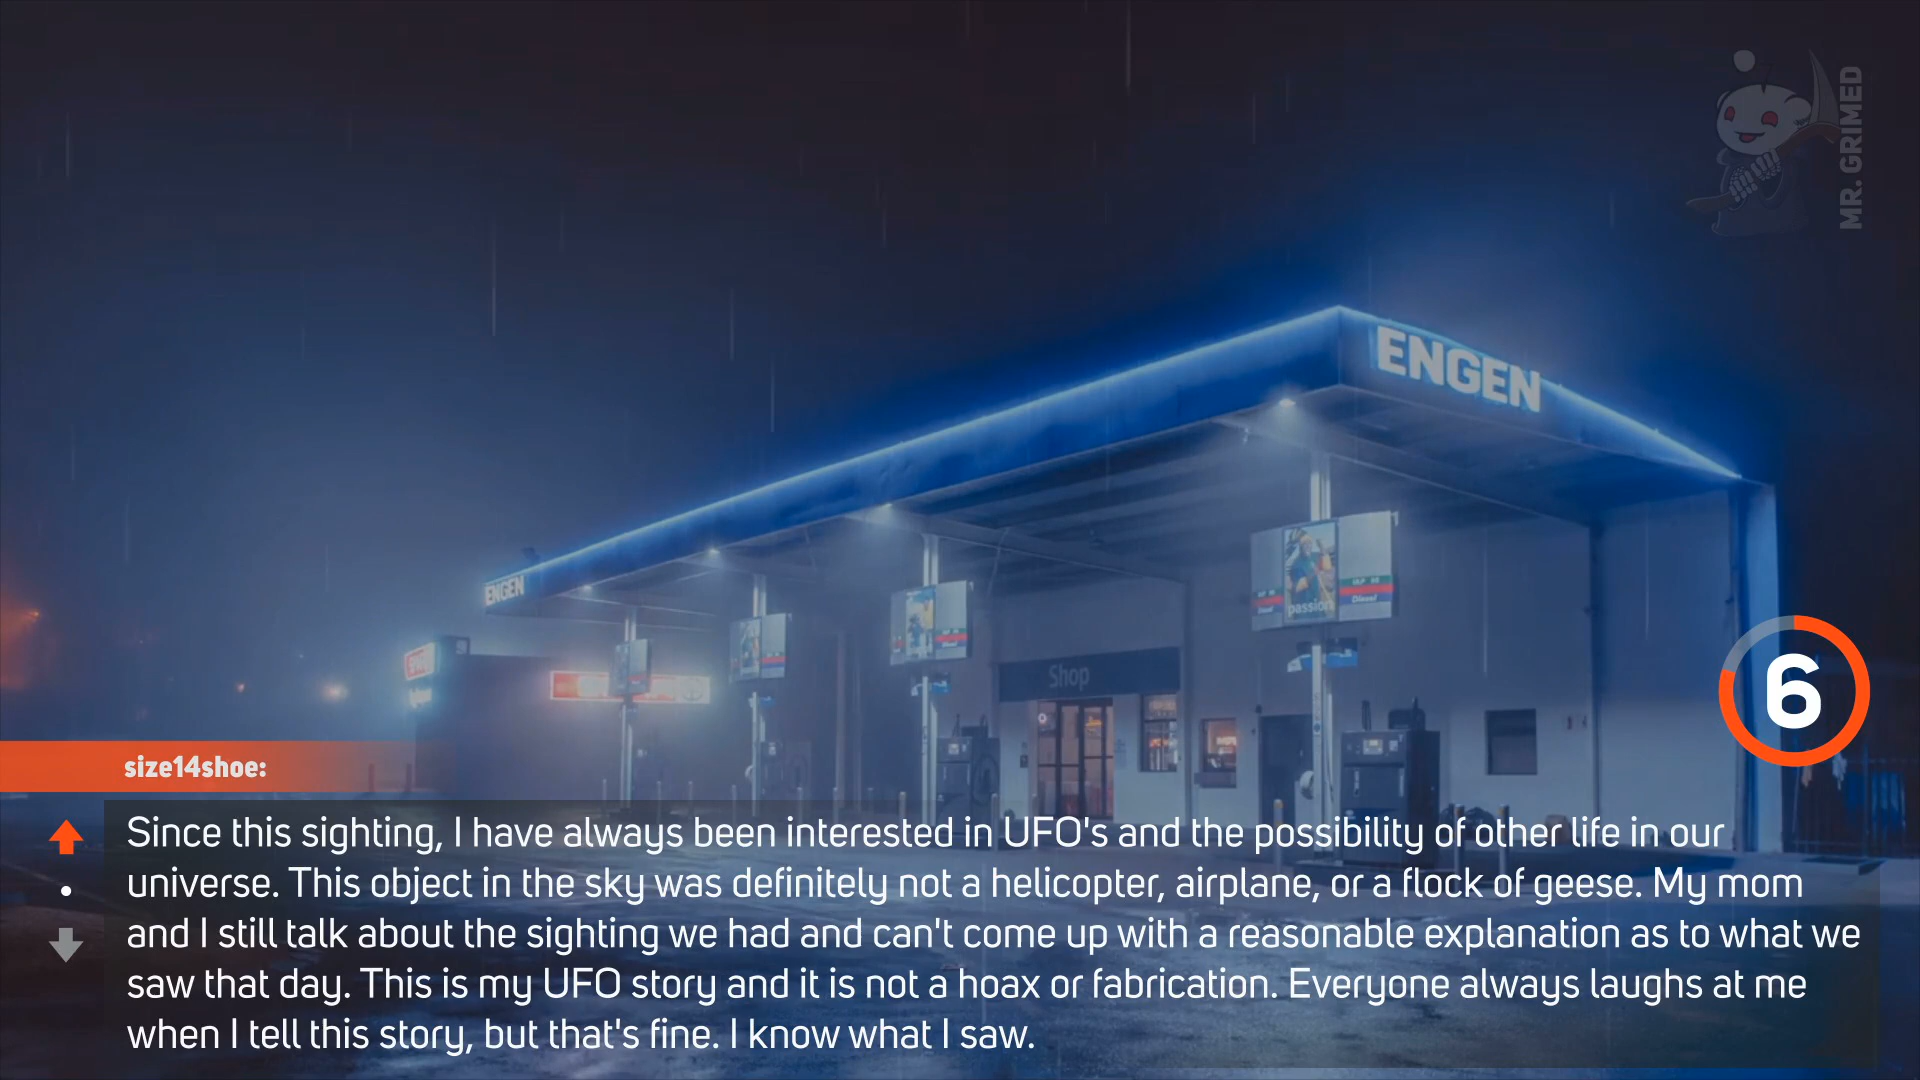 MR. GRIMED
ENGEN
ENGEN
passion
Diesel
Diesel
Shop
6
size14shoe:
Since this sighting, I have always been interested in UFO's and the possibility of other life in our
universe. This object in the sky was definitely not a helicopter, airplane, or a flock of geese. My mom
and I still talk about the sighting we had and can't come up with a reasonable explanation as to what we
saw that day. This is my UFO story and it is not a hoax or fabrication. Everyone always laughs at me
when I tell this story, but that's fine. I know what I saw.